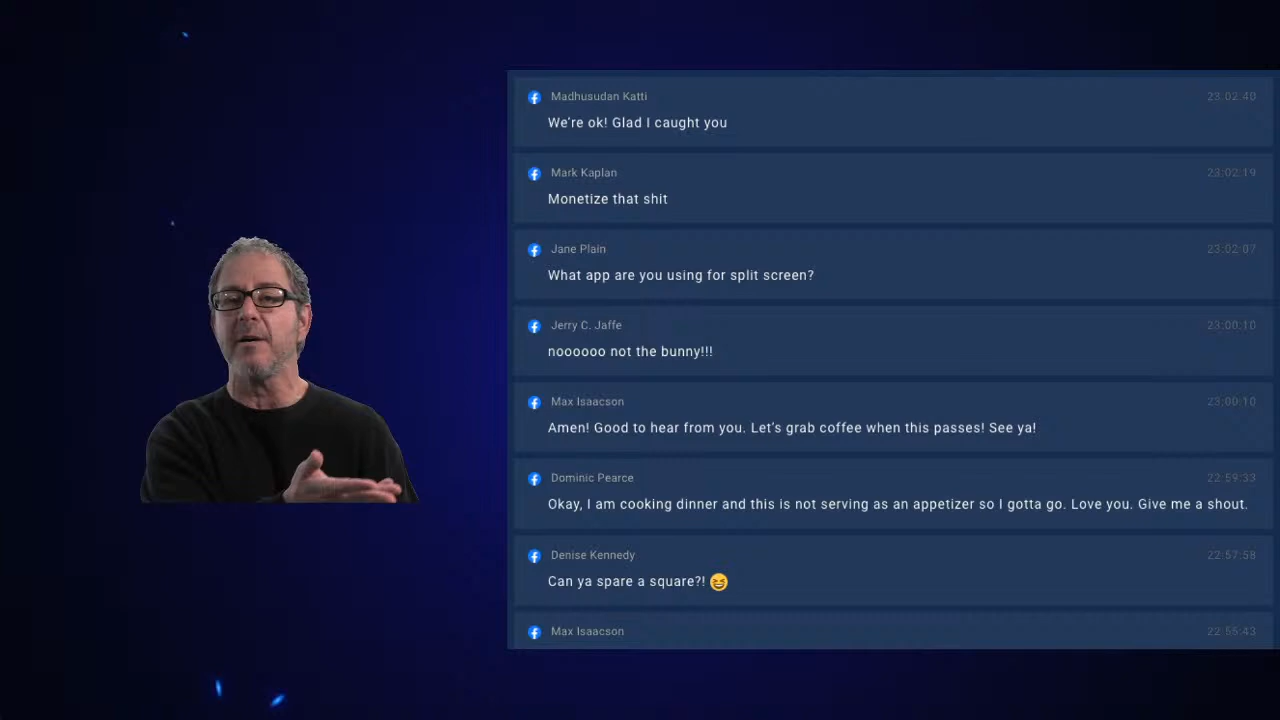 Madhusudan Katti 23:02:40
We're ok! Glad I caught you
Mark Kaplan 23:02:19
Monetize that shit
Jane Plain 23:02:07
What app are you using for split screen?
Jerry C. Jaffe 23:00:10
noooooo not the bunny!!!
Max Isaacson 23:00:10
Amen! Good to hear from you. Let's grab coffee when this passes! See ya!
Dominic Pearce 22:59:33
Okay, I am cooking dinner and this is not serving as an appetizer so I gotta go. Love you. Give me a shout.
Denise Kennedy 22:57:58
Can ya spare a square?! 😆
Max Isaacson 22:55:43